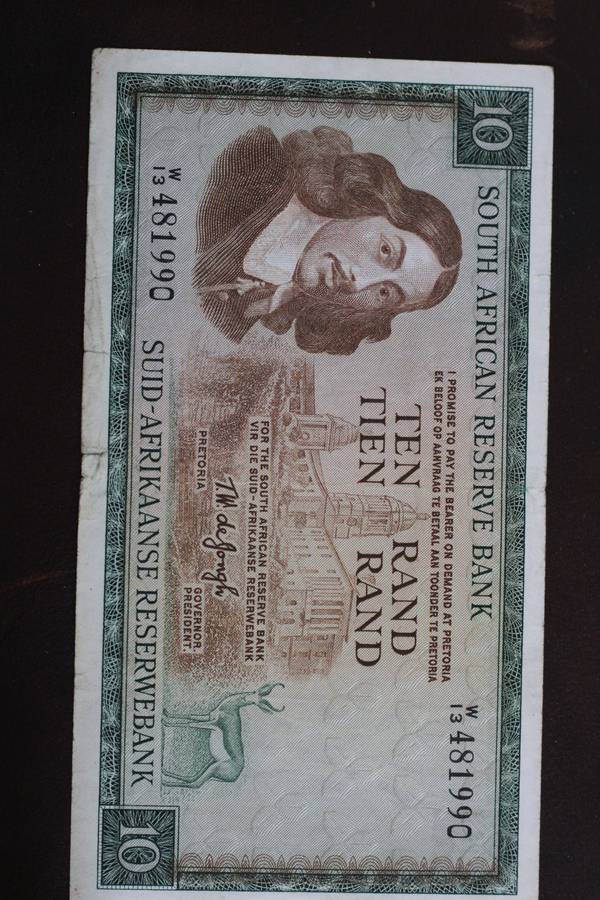 10
SOUTH AFRICAN RESERVE BANK
I PROMISE TO PAY THE BEARER ON DEMAND AT PRETORIA
EK BELOOF OP AANVRAAG TE BETAAL AAN TOONDER TE PRETORIA
W
13 481990
TEN RAND
TIEN RAND
FOR THE SOUTH AFRICAN RESERVE BANK
VIR DIE SUID-AFRIKAANSE RESERWEBANK
T.W. de Jongh
PRETORIA
GOVERNOR.
PRESIDENT.
W
13 481990
SUID-AFRIKAANSE RESERWEBANK
10